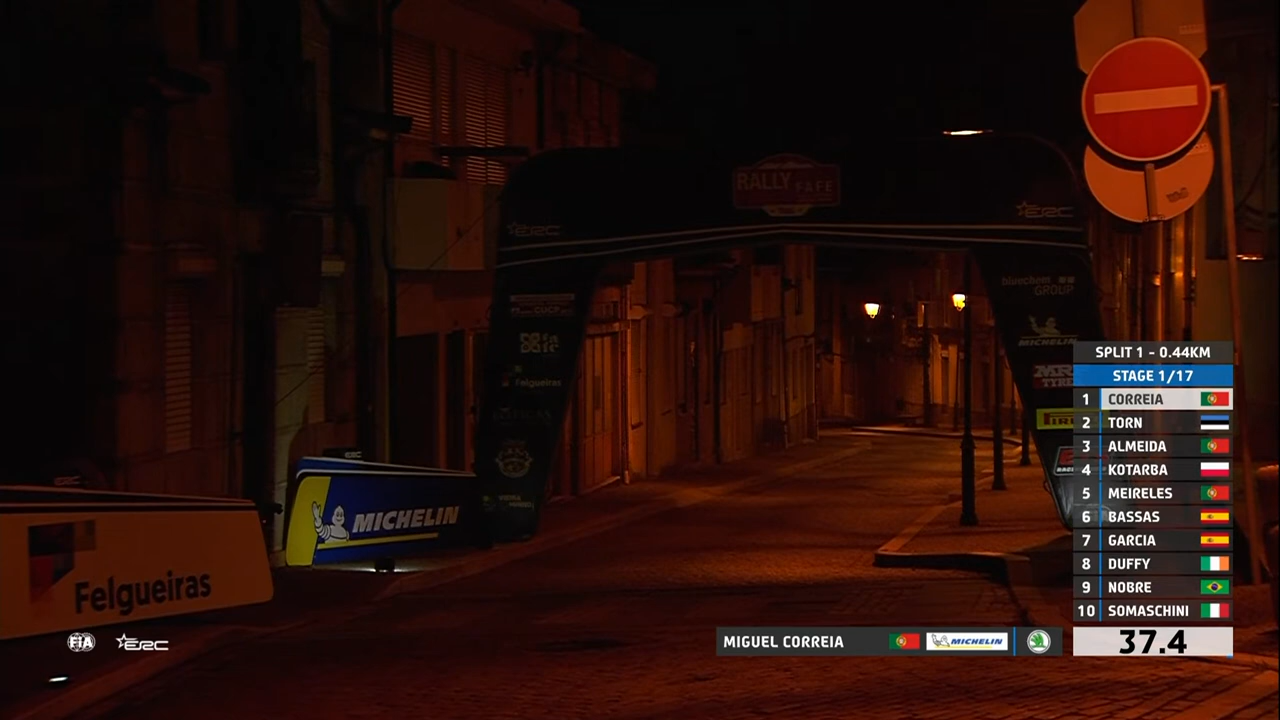 RALLY FAFE
ERC
ERC
bluechem
GROUP
MICHELIN
Felgueiras
MICHELIN
Felgueiras
FIA
ERC
SPLIT 1 - 0.44KM
STAGE 1/17
1 CORREIA
2 TORN
3 ALMEIDA
4 KOTARBA
5 MEIRELES
6 BASSAS
7 GARCIA
8 DUFFY
9 NOBRE
10 SOMASCHINI
MIGUEL CORREIA MICHELIN
37.4